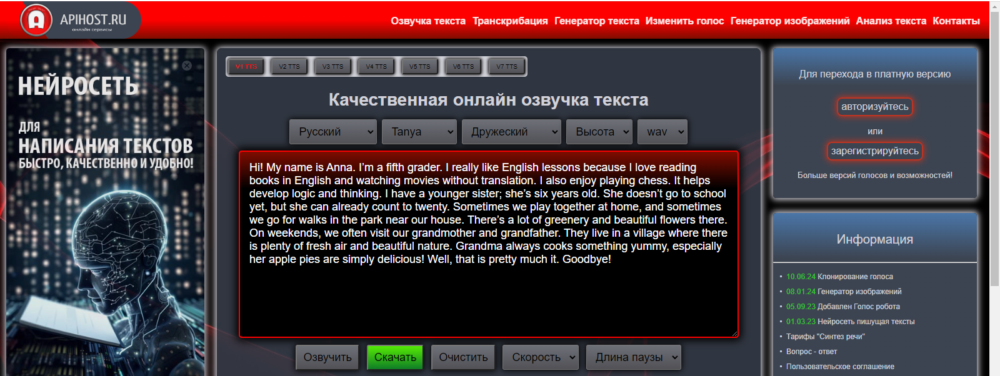 APIHOST.RU
онлайн сервисы
Озвучка текста Транскрибация Генератор текста Изменить голос Генератор изображений Анализ текста Контакты
НЕЙРОСЕТЬ
ДЛЯ
НАПИСАНИЯ ТЕКСТОВ
БЫСТРО, КАЧЕСТВЕННО И УДОБНО!
V1 TTS V2 TTS V3 TTS V4 TTS V5 TTS V6 TTS V7 TTS
Качественная онлайн озвучка текста
Русский Tanya Дружеский Высота wav
Hi! My name is Anna. I’m a fifth grader. I really like English lessons because I love reading
books in English and watching movies without translation. I also enjoy playing chess. It helps
develop logic and thinking. I have a younger sister; she’s six years old. She doesn’t go to school
yet, but she can already count to twenty. Sometimes we play together at home, and sometimes
we go for walks in the park near our house. There’s a lot of greenery and beautiful flowers there.
On weekends, we often visit our grandmother and grandfather. They live in a village where there
is plenty of fresh air and beautiful nature. Grandma always cooks something yummy, especially
her apple pies are simply delicious! Well, that is pretty much it. Goodbye!
Озвучить Скачать Очистить Скорость Длина паузы
Для перехода в платную версию
авторизуйтесь
или
зарегистрируйтесь
Больше версий голосов и возможностей!
Информация
• 10.06.24 Клонирование голоса
• 08.01.24 Генератор изображений
• 05.09.23 Добавлен Голос робота
• 01.03.23 Нейросеть пишущая тексты
• Тарифы "Синтез речи"
• Вопрос - ответ
• Пользовательское соглашение